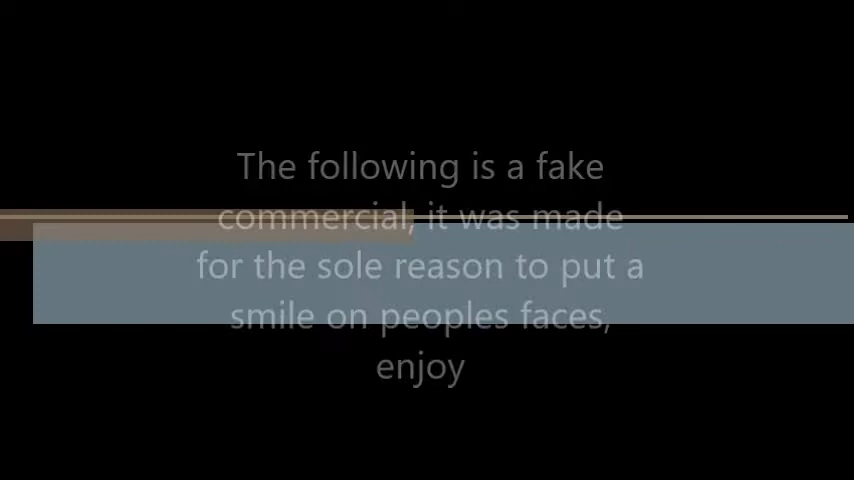 The following is a fake
commercial, it was made
for the sole reason to put a
smile on peoples faces,
enjoy